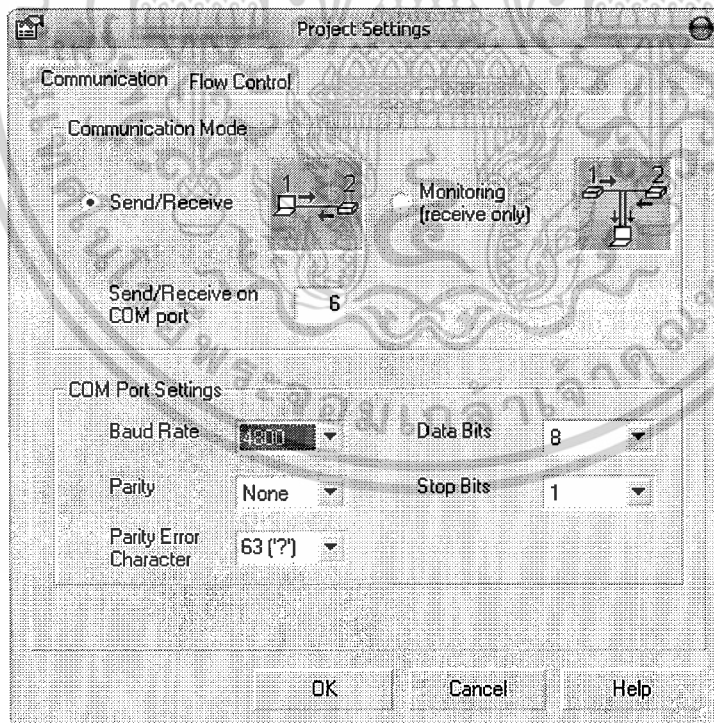 Project Settings
Communication Flow Control
Communication Mode
Send/Receive
1 2
Monitoring
(receive only)
1 2
Send/Receive on
COM port
6
COM Port Settings
Baud Rate 4800 Data Bits 8
Parity None Stop Bits 1
Parity Error
Character
63 ('?')
OK Cancel Help